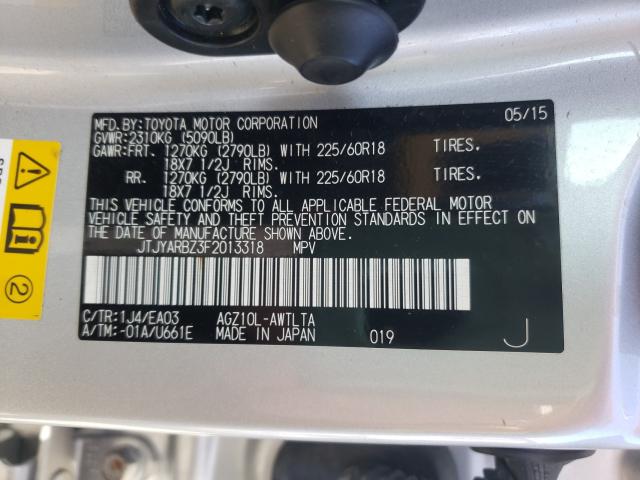 MFD.BY:TOYOTA MOTOR CORPORATION 05/15
GVWR:2310KG (5090LB)
GAWR:FRT. 1270KG (2790LB) WITH 225/60R18 TIRES.
18X7 1/2J RIMS.
RR. 1270KG (2790LB) WITH 225/60R18 TIRES.
18X7 1/2J RIMS.
THIS VEHICLE CONFORMS TO ALL APPLICABLE FEDERAL MOTOR
VEHICLE SAFETY AND THEFT PREVENTION STANDARDS IN EFFECT ON
THE DATE OF MANUFACTURE SHOWN ABOVE.
JTJYARBZ3F2013318 MPV
C/TR:1J4/EA03 AGZ10L-AWTLTA
A/TM:-01A/U661E MADE IN JAPAN 019 J
2